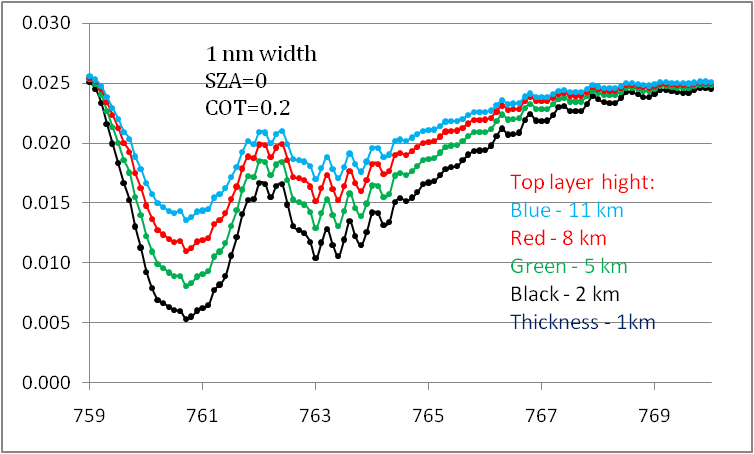 0.030
0.025
0.020
0.015
0.010
0.005
0.000
1 nm width
SZA=0
COT=0.2
Top layer hight:
Blue - 11 km
Red - 8 km
Green - 5 km
Black - 2 km
Thickness - 1km
759 761 763 765 767 769